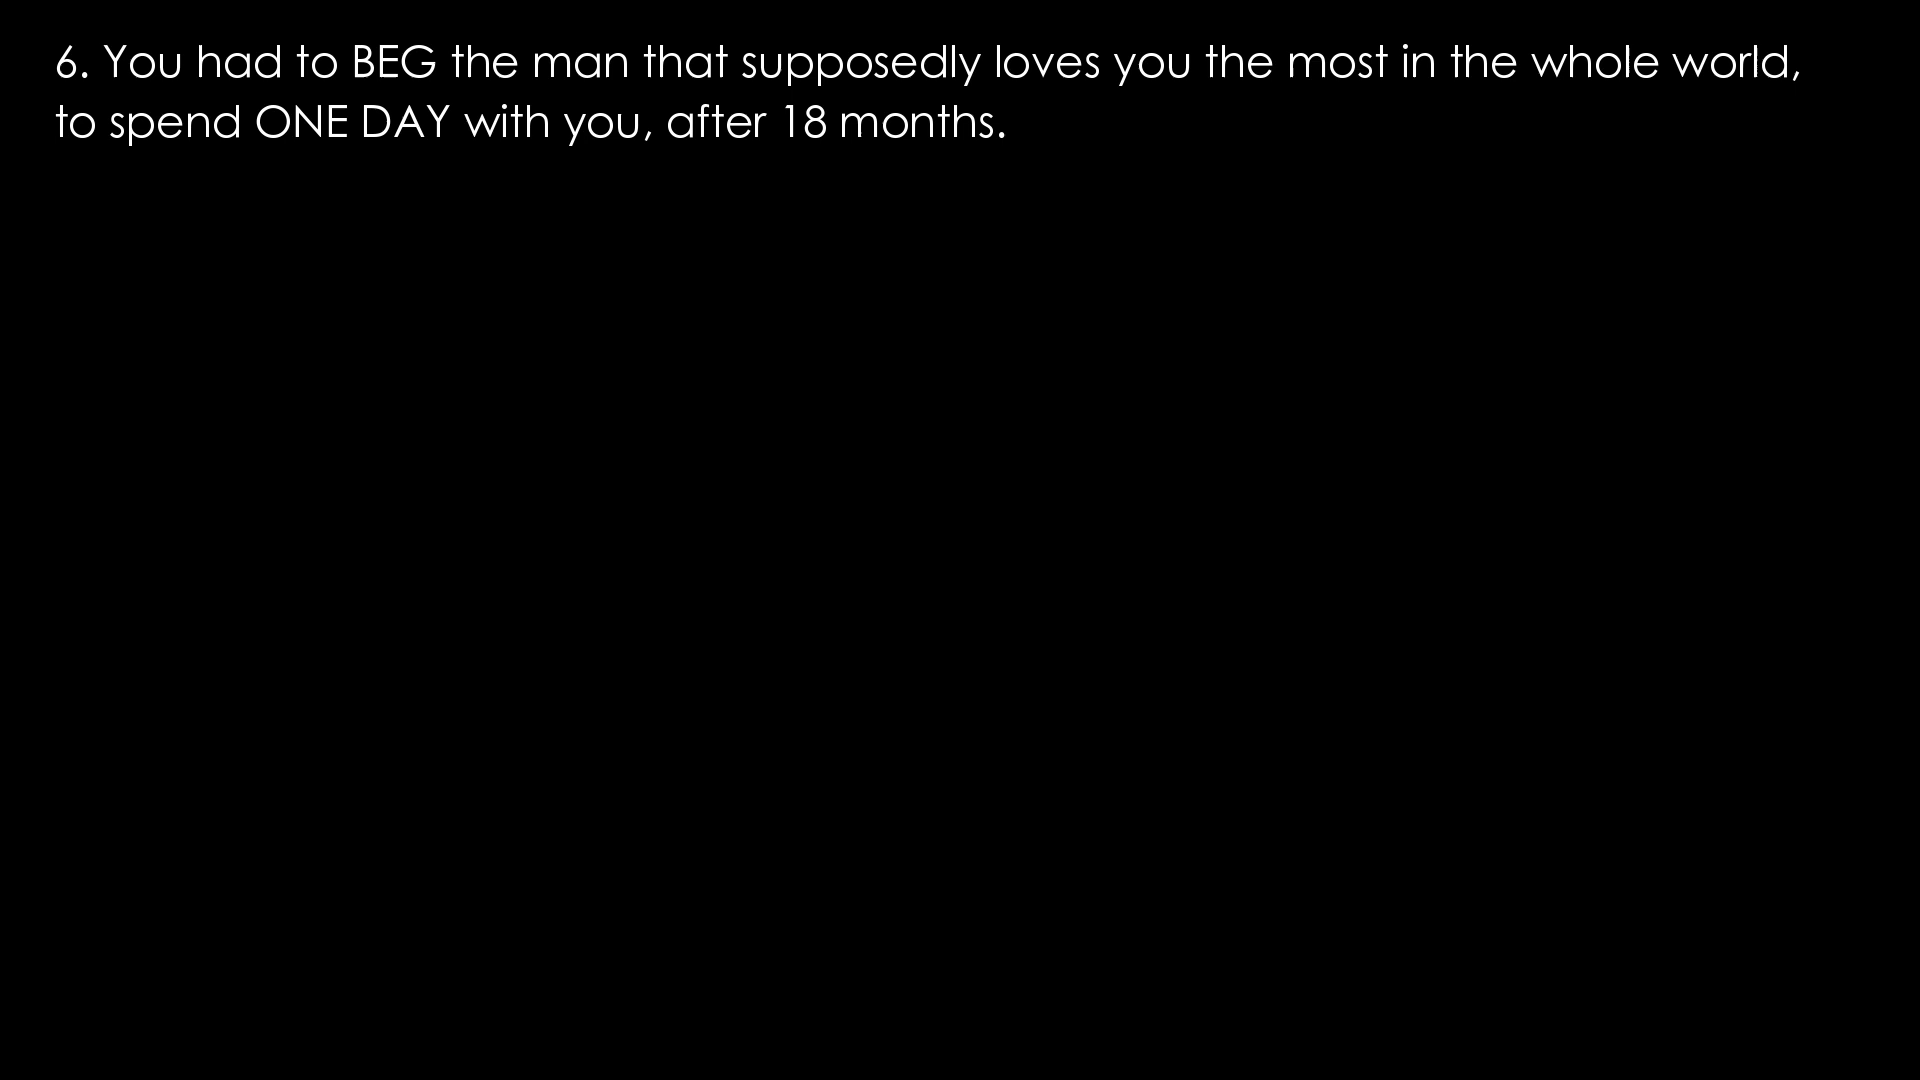 6. You had to BEG the man that supposedly loves you the most in the whole world,
to spend ONE DAY with you, after 18 months.